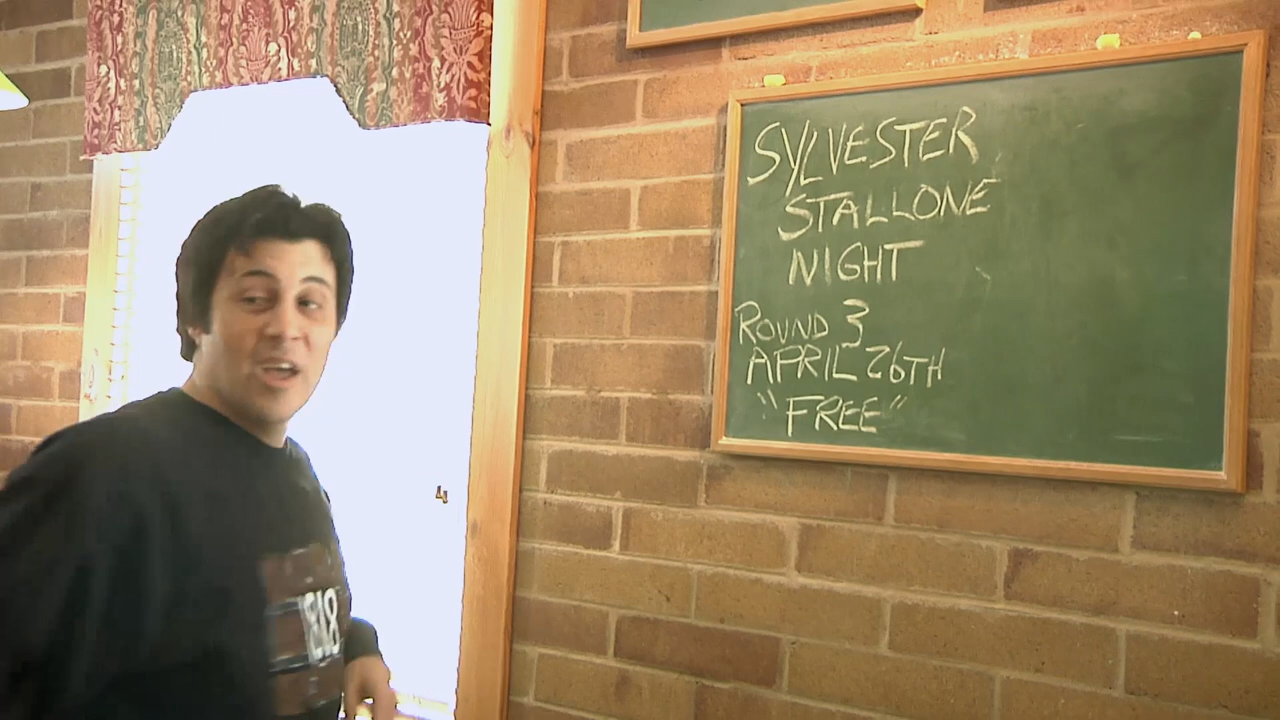 SYLVESTER
STALLONE
NIGHT
ROUND 3
APRIL 26TH
"FREE"